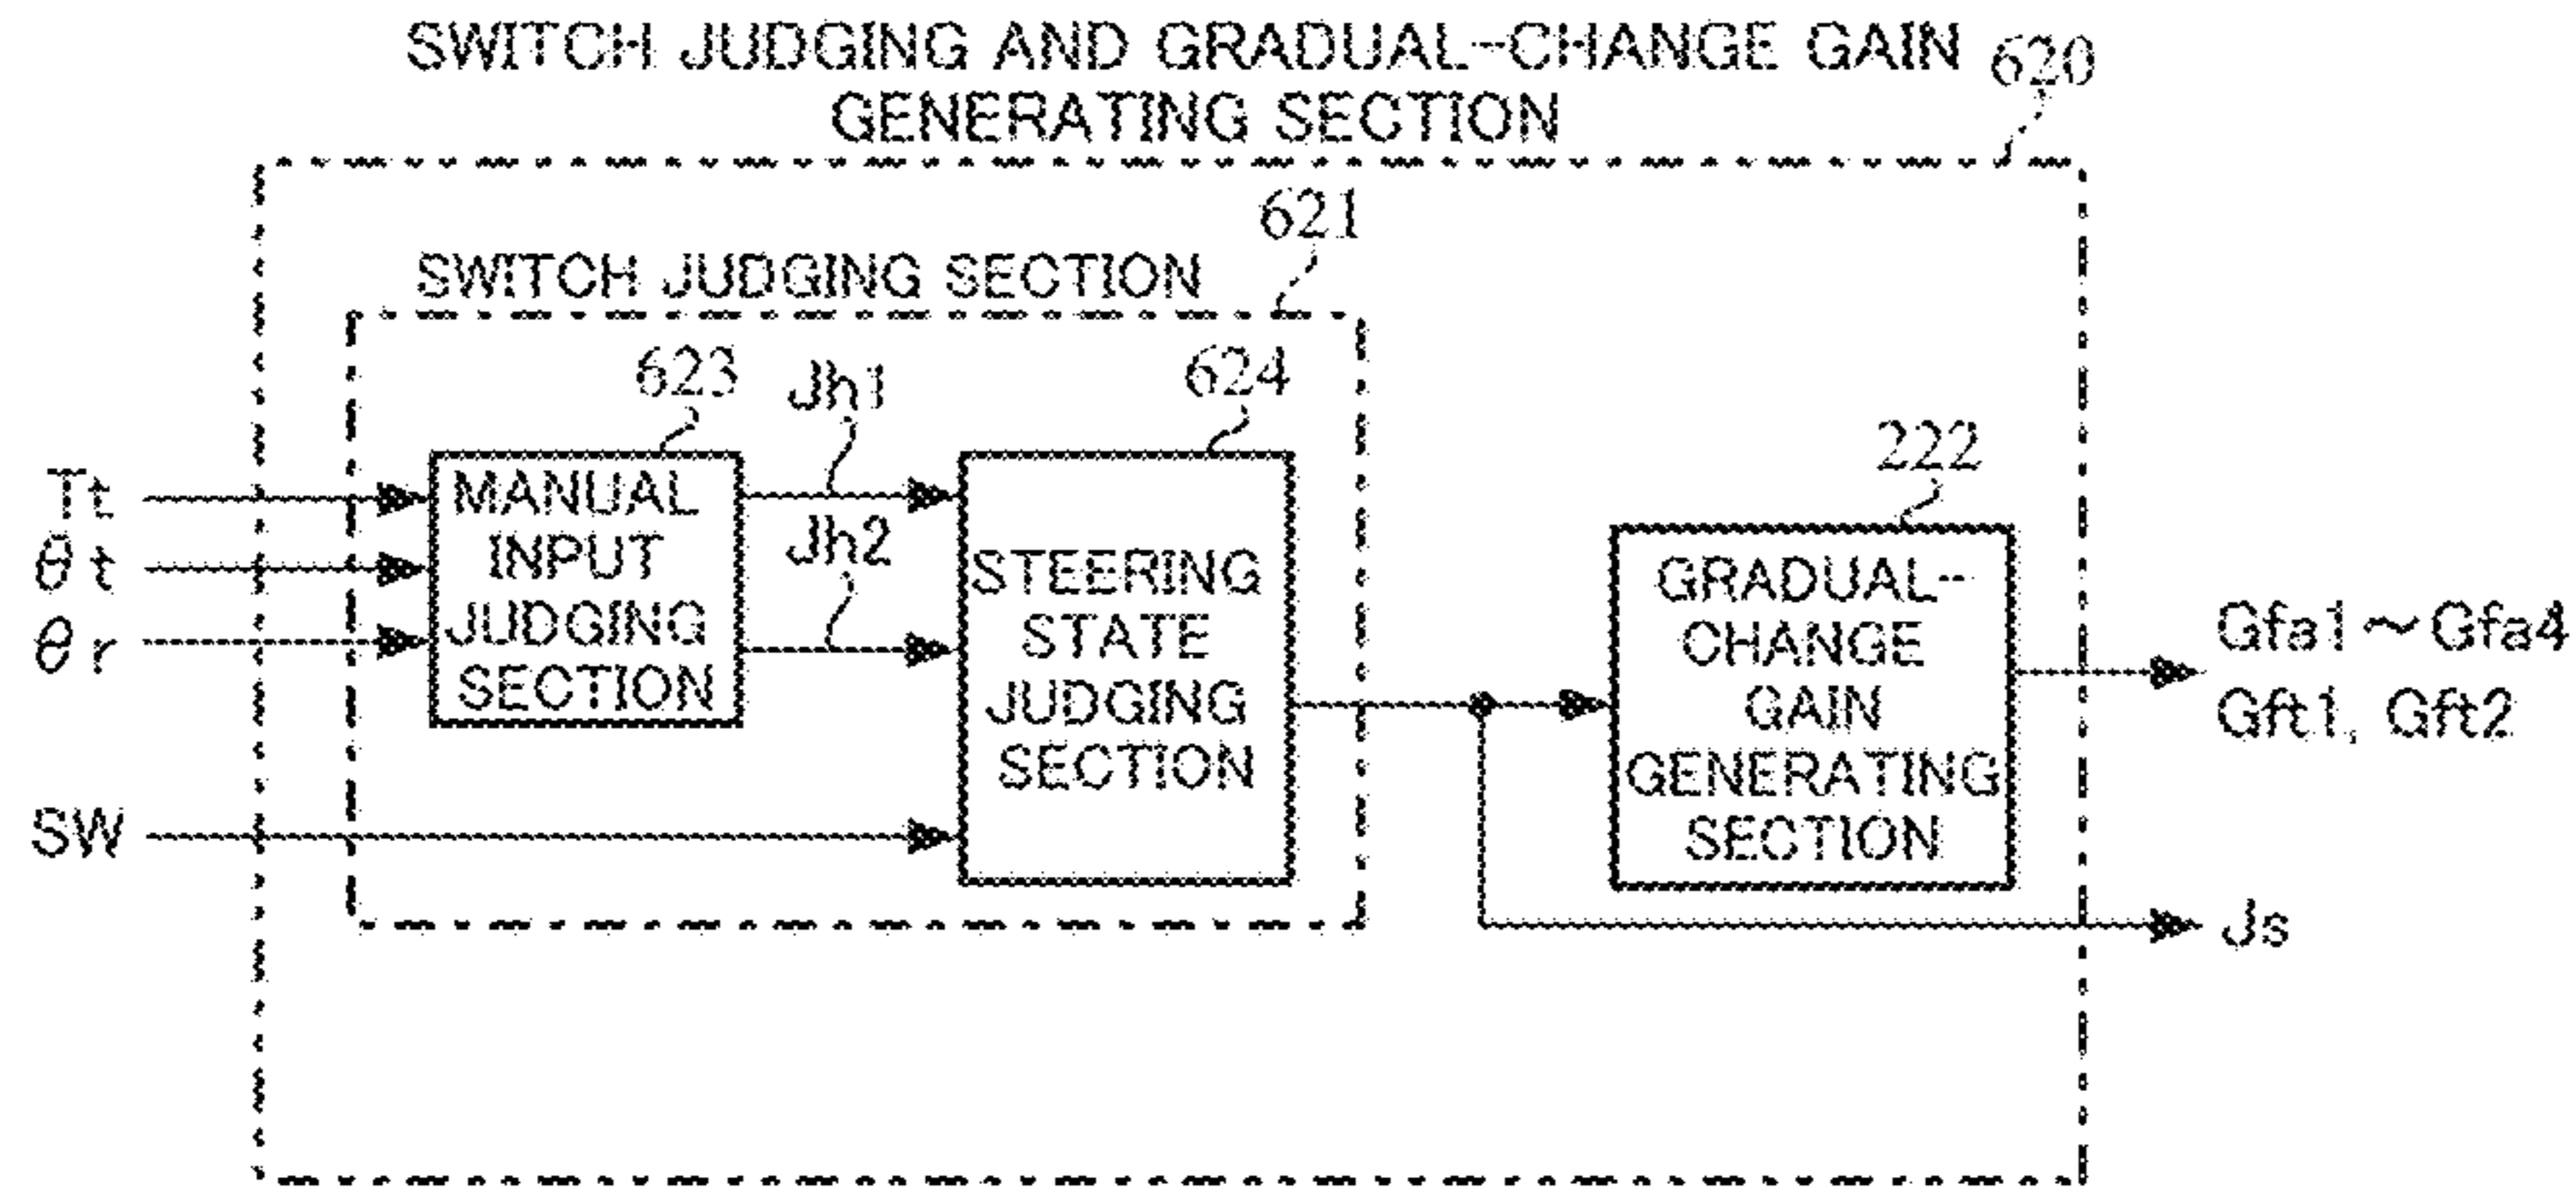 SWITCH JUDGING AND GRADUAL-CHANGE GAIN
GENERATING SECTION
620
621
SWITCH JUDGING SECTION
623
Jh1
624
222
Tt
θt
θr
SW
MANUAL
INPUT
JUDGING
SECTION
Jh2
STEERING
STATE
JUDGING
SECTION
GRADUAL-
CHANGE
GAIN
GENERATING
SECTION
Gfa1~Gfa4
Gft1, Gft2
Js